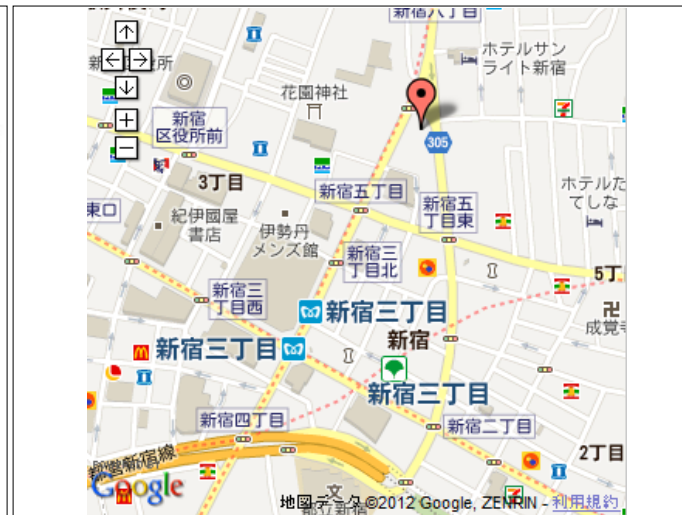 新宿八丁目
ホテルサン
ライト新宿
花園神社
新宿
区役所前
305
3丁目
新宿五丁目
ホテルた
てしな
東口
紀伊國屋
書店
伊勢丹
メンズ館
新宿五
丁目東
新宿三
丁目北
5丁
新宿三
丁目西
新宿三丁目
成覚寺
新宿
新宿三丁目
新宿三丁目
新宿四丁目
新宿二丁目
2丁目
都営新宿線
Google
都立新宿
地図データ ©2012 Google, ZENRIN - 利用規約